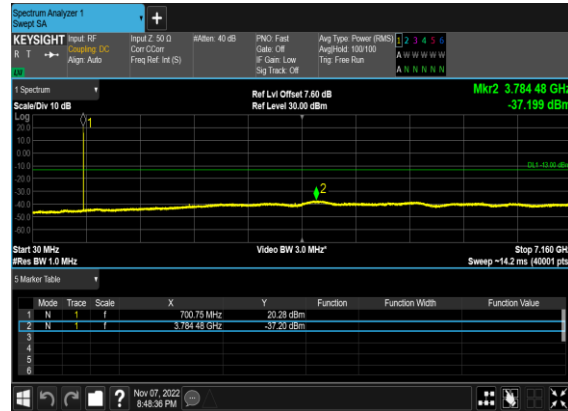 Spectrum Analyzer 1
Swept SA
+
KEYSIGHT Input: RF Input Z: 50 Ω #Atten: 40 dB PNO: Fast Avg Type: Power (RMS) 1 2 3 4 5 6
R T Coupling: DC Corr CCorr Gate: Off Avg|Hold: 100/100 A W W W W W
Align: Auto Freq Ref: Int (S) IF Gain: Low Trig: Free Run
LW Sig Track: Off A N N N N N
1 Spectrum Ref Lvl Offset 7.60 dB Mkr2 3.784 48 GHz
Scale/Div 10 dB Ref Level 30.00 dBm -37.199 dBm
Log
1
20.0
10.0
0.00
-10.0
DL1 -13.00 dBm
-20.0
2
-30.0
-40.0
-50.0
-60.0
Start 30 MHz Video BW 3.0 MHz* Stop 7.160 GHz
#Res BW 1.0 MHz Sweep ~14.2 ms (40001 pts)
5 Marker Table
Mode Trace Scale X Y Function Function Width Function Value
1 N 1 f 700.75 MHz 20.28 dBm
2 N 1 f 3.784 48 GHz -37.20 dBm
3
4
5
6
? Nov 07, 2022
8:48:36 PM